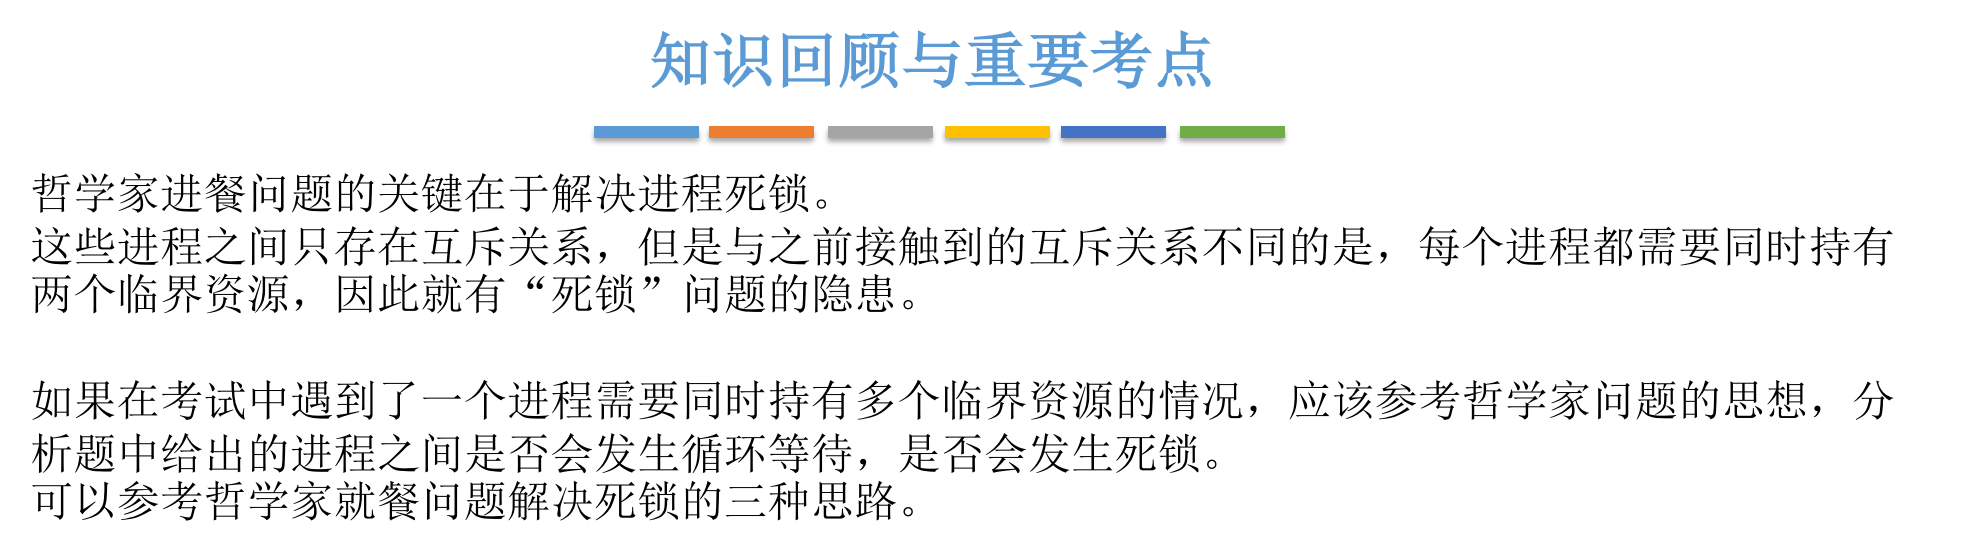 知识回顾与重要考点
哲学家进餐问题的关键在于解决进程死锁。
这些进程之间只存在互斥关系，但是与之前接触到的互斥关系不同的是，每个进程都需要同时持有
两个临界资源，因此就有“死锁”问题的隐患。
如果在考试中遇到了一个进程需要同时持有多个临界资源的情况，应该参考哲学家问题的思想，分
析题中给出的进程之间是否会发生循环等待，是否会发生死锁。
可以参考哲学家就餐问题解决死锁的三种思路。